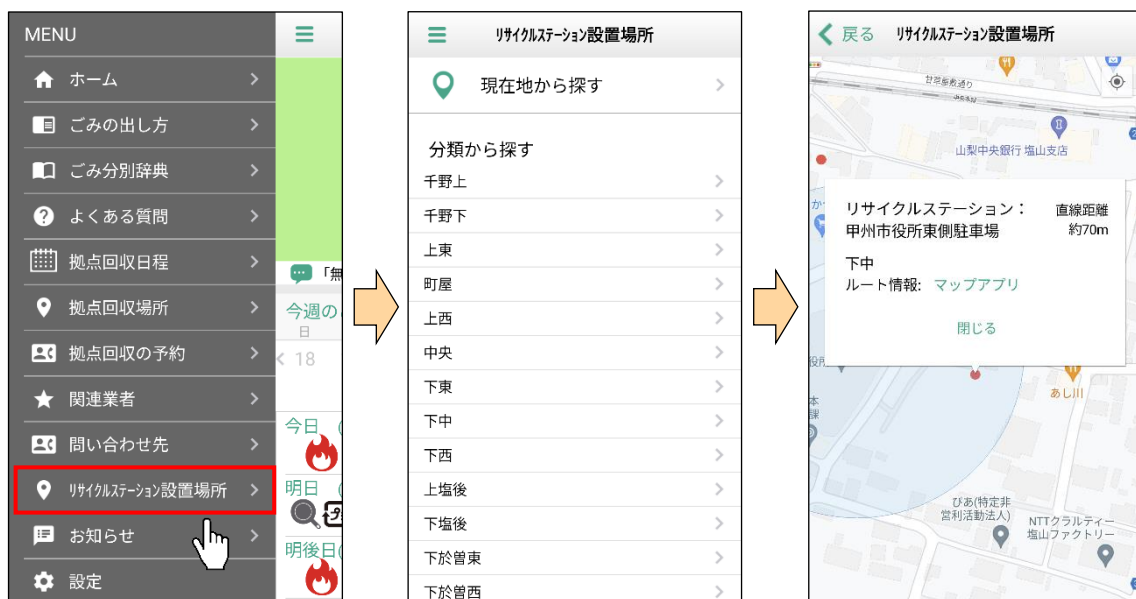 MENU
ホーム
ごみの出し方
ごみ分別辞典
よくある質問
拠点回収日程
拠点回収場所
拠点回収の予約
関連業者
問い合わせ先
ﾘｻｲｸﾙｽﾃｰｼｮﾝ設置場所
お知らせ
設定
「無
今週の
日
18
今日 (
明日 (
明後日(
ﾘｻｲｸﾙｽﾃｰｼｮﾝ設置場所
現在地から探す
分類から探す
千野上
千野下
上東
町屋
上西
中央
下東
下中
下西
上塩後
下塩後
下於曽東
下於曽西
戻る ﾘｻｲｸﾙｽﾃｰｼｮﾝ設置場所
甘草屋敷通り
山梨中央銀行 塩山支店
か
リサイクルステーション： 直線距離
甲州市役所東側駐車場 約70m
下中
ルート情報: マップアプリ
閉じる
役所
あし川
本
課
ぴあ(特定非
営利活動法人)
NTTクラルティー
塩山ファクトリー